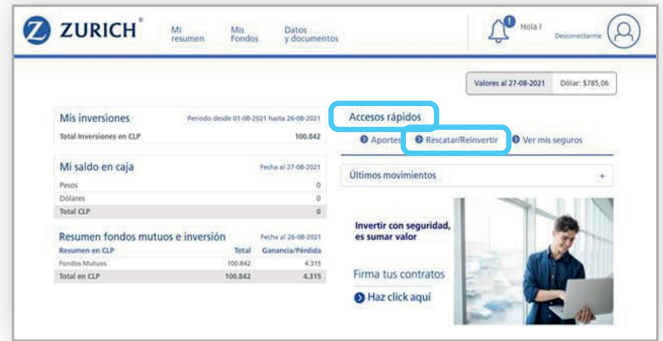 ZURICH®
Mi resumen
Mis Fondos
Datos y documentos
1
Hola I
Desconectarme
Valores al 27-08-2021 Dólar: $785,06
Mis inversiones Periodo desde 01-08-2021 hasta 26-08-2021
Total Inversiones en CLP 100.842
Mi saldo en caja Fecha al 27-08-2021
Pesos 0
Dólares 0
Total CLP 0
Resumen fondos mutuos e inversión Fecha al 26-08-2021
Resumen en CLP Total Ganancia/Pérdida
Fondos Mutuos 100.842 4.315
Total en CLP 100.842 4.315
Accesos rápidos
Aportes Rescatar/Reinvertir Ver mis seguros
Últimos movimientos +
Invertir con seguridad,
es sumar valor
Firma tus contratos
Haz click aquí